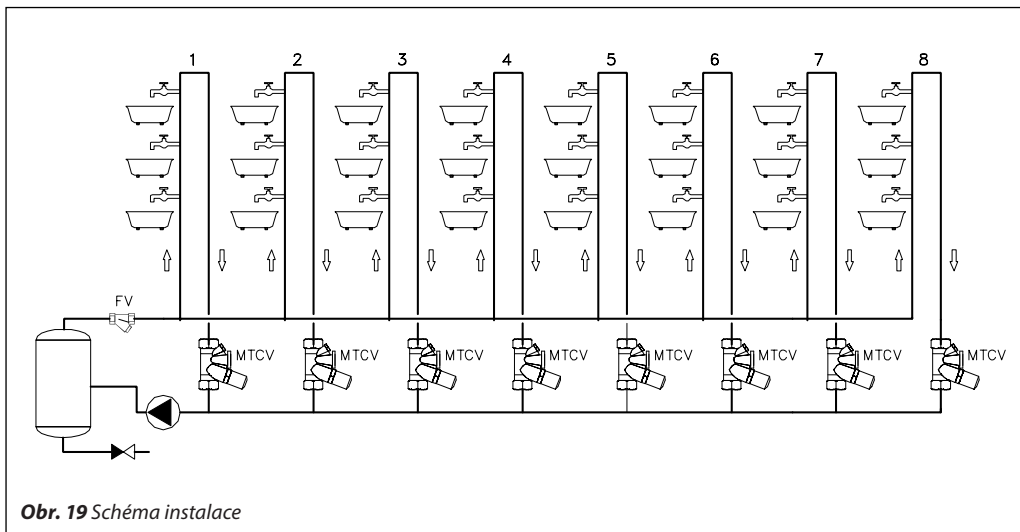 1 2 3 4 5 6 7 8
FV
MTCV MTCV MTCV MTCV MTCV MTCV MTCV MTCV
Obr. 19 Schéma instalace